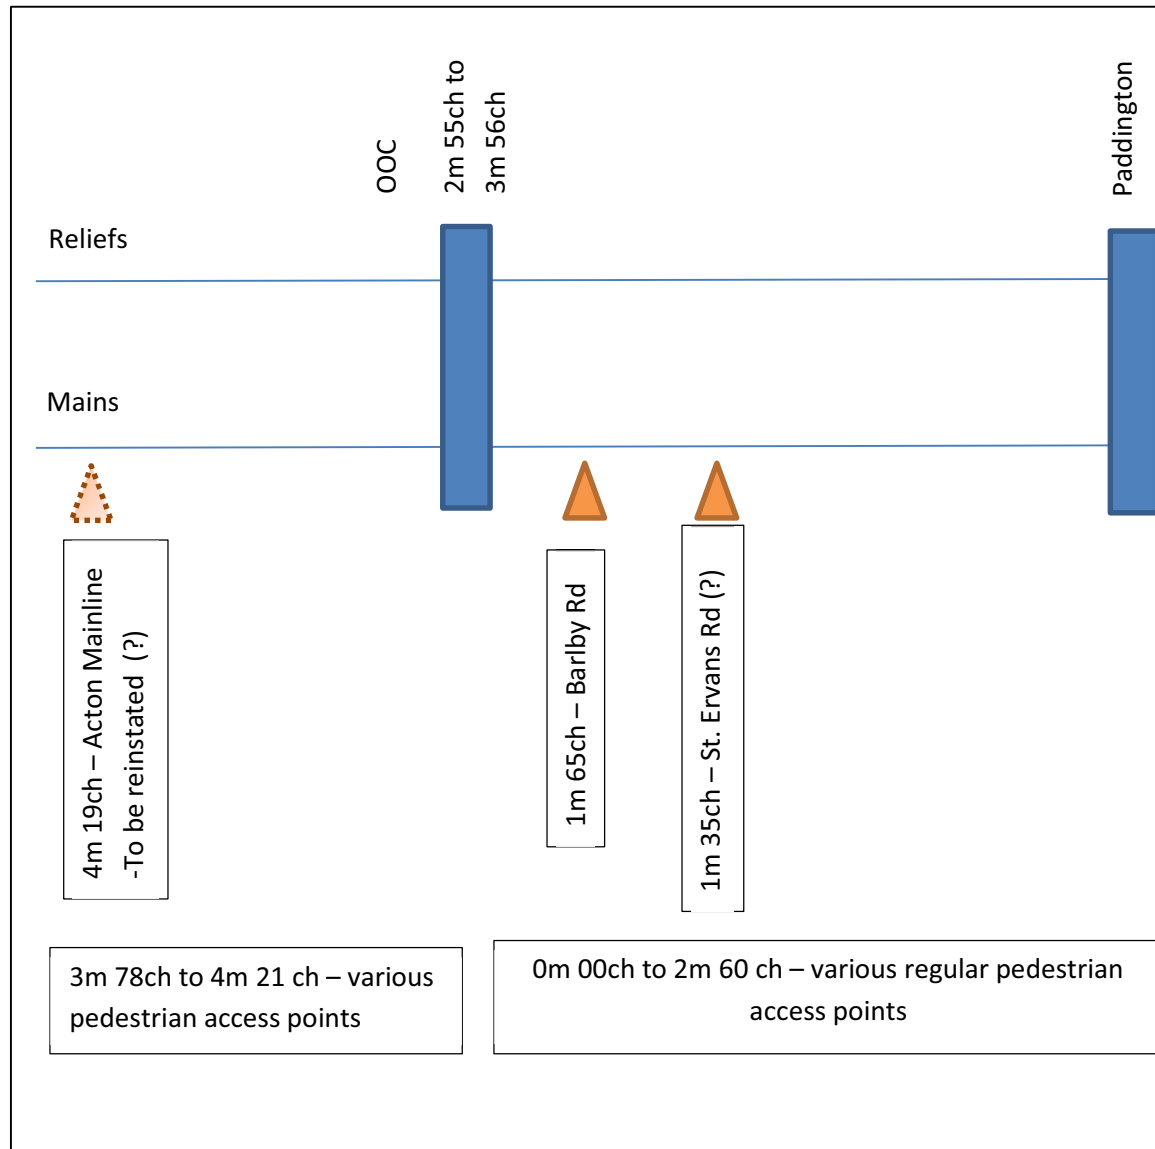 OOC
2m 55ch to
3m 56ch
Paddington
Reliefs
Mains
4m 19ch – Acton Mainline
-To be reinstated  (?)
1m 65ch – Barlby Rd
1m 35ch – St. Ervans Rd (?)
3m 78ch to 4m 21 ch – various
pedestrian access points
0m 00ch to 2m 60 ch – various regular pedestrian
access points